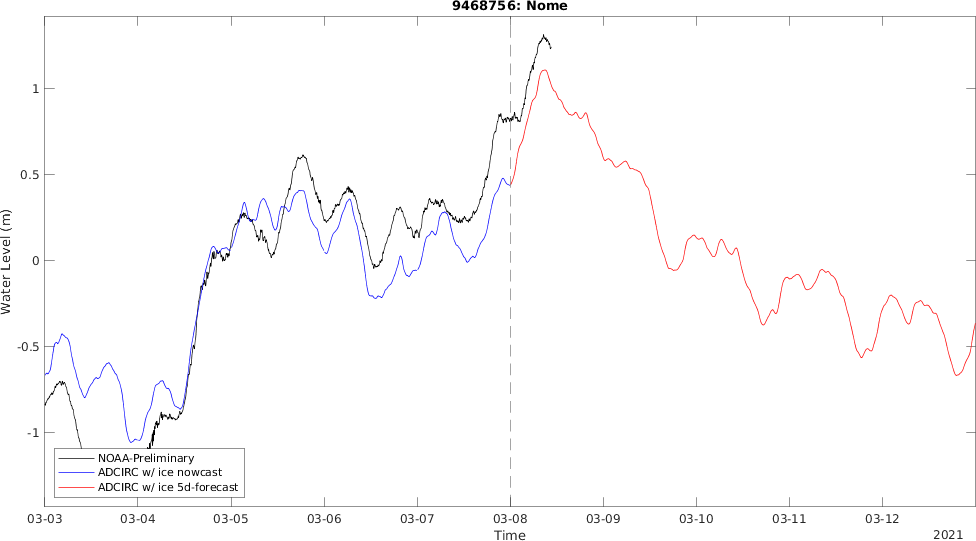 9468756: Nome
Water Level (m)
1
0.5
0
-0.5
-1
NOAA-Preliminary
ADCIRC w/ ice nowcast
ADCIRC w/ ice 5d-forecast
03-03 03-04 03-05 03-06 03-07 03-08 03-09 03-10 03-11 03-12
Time
2021